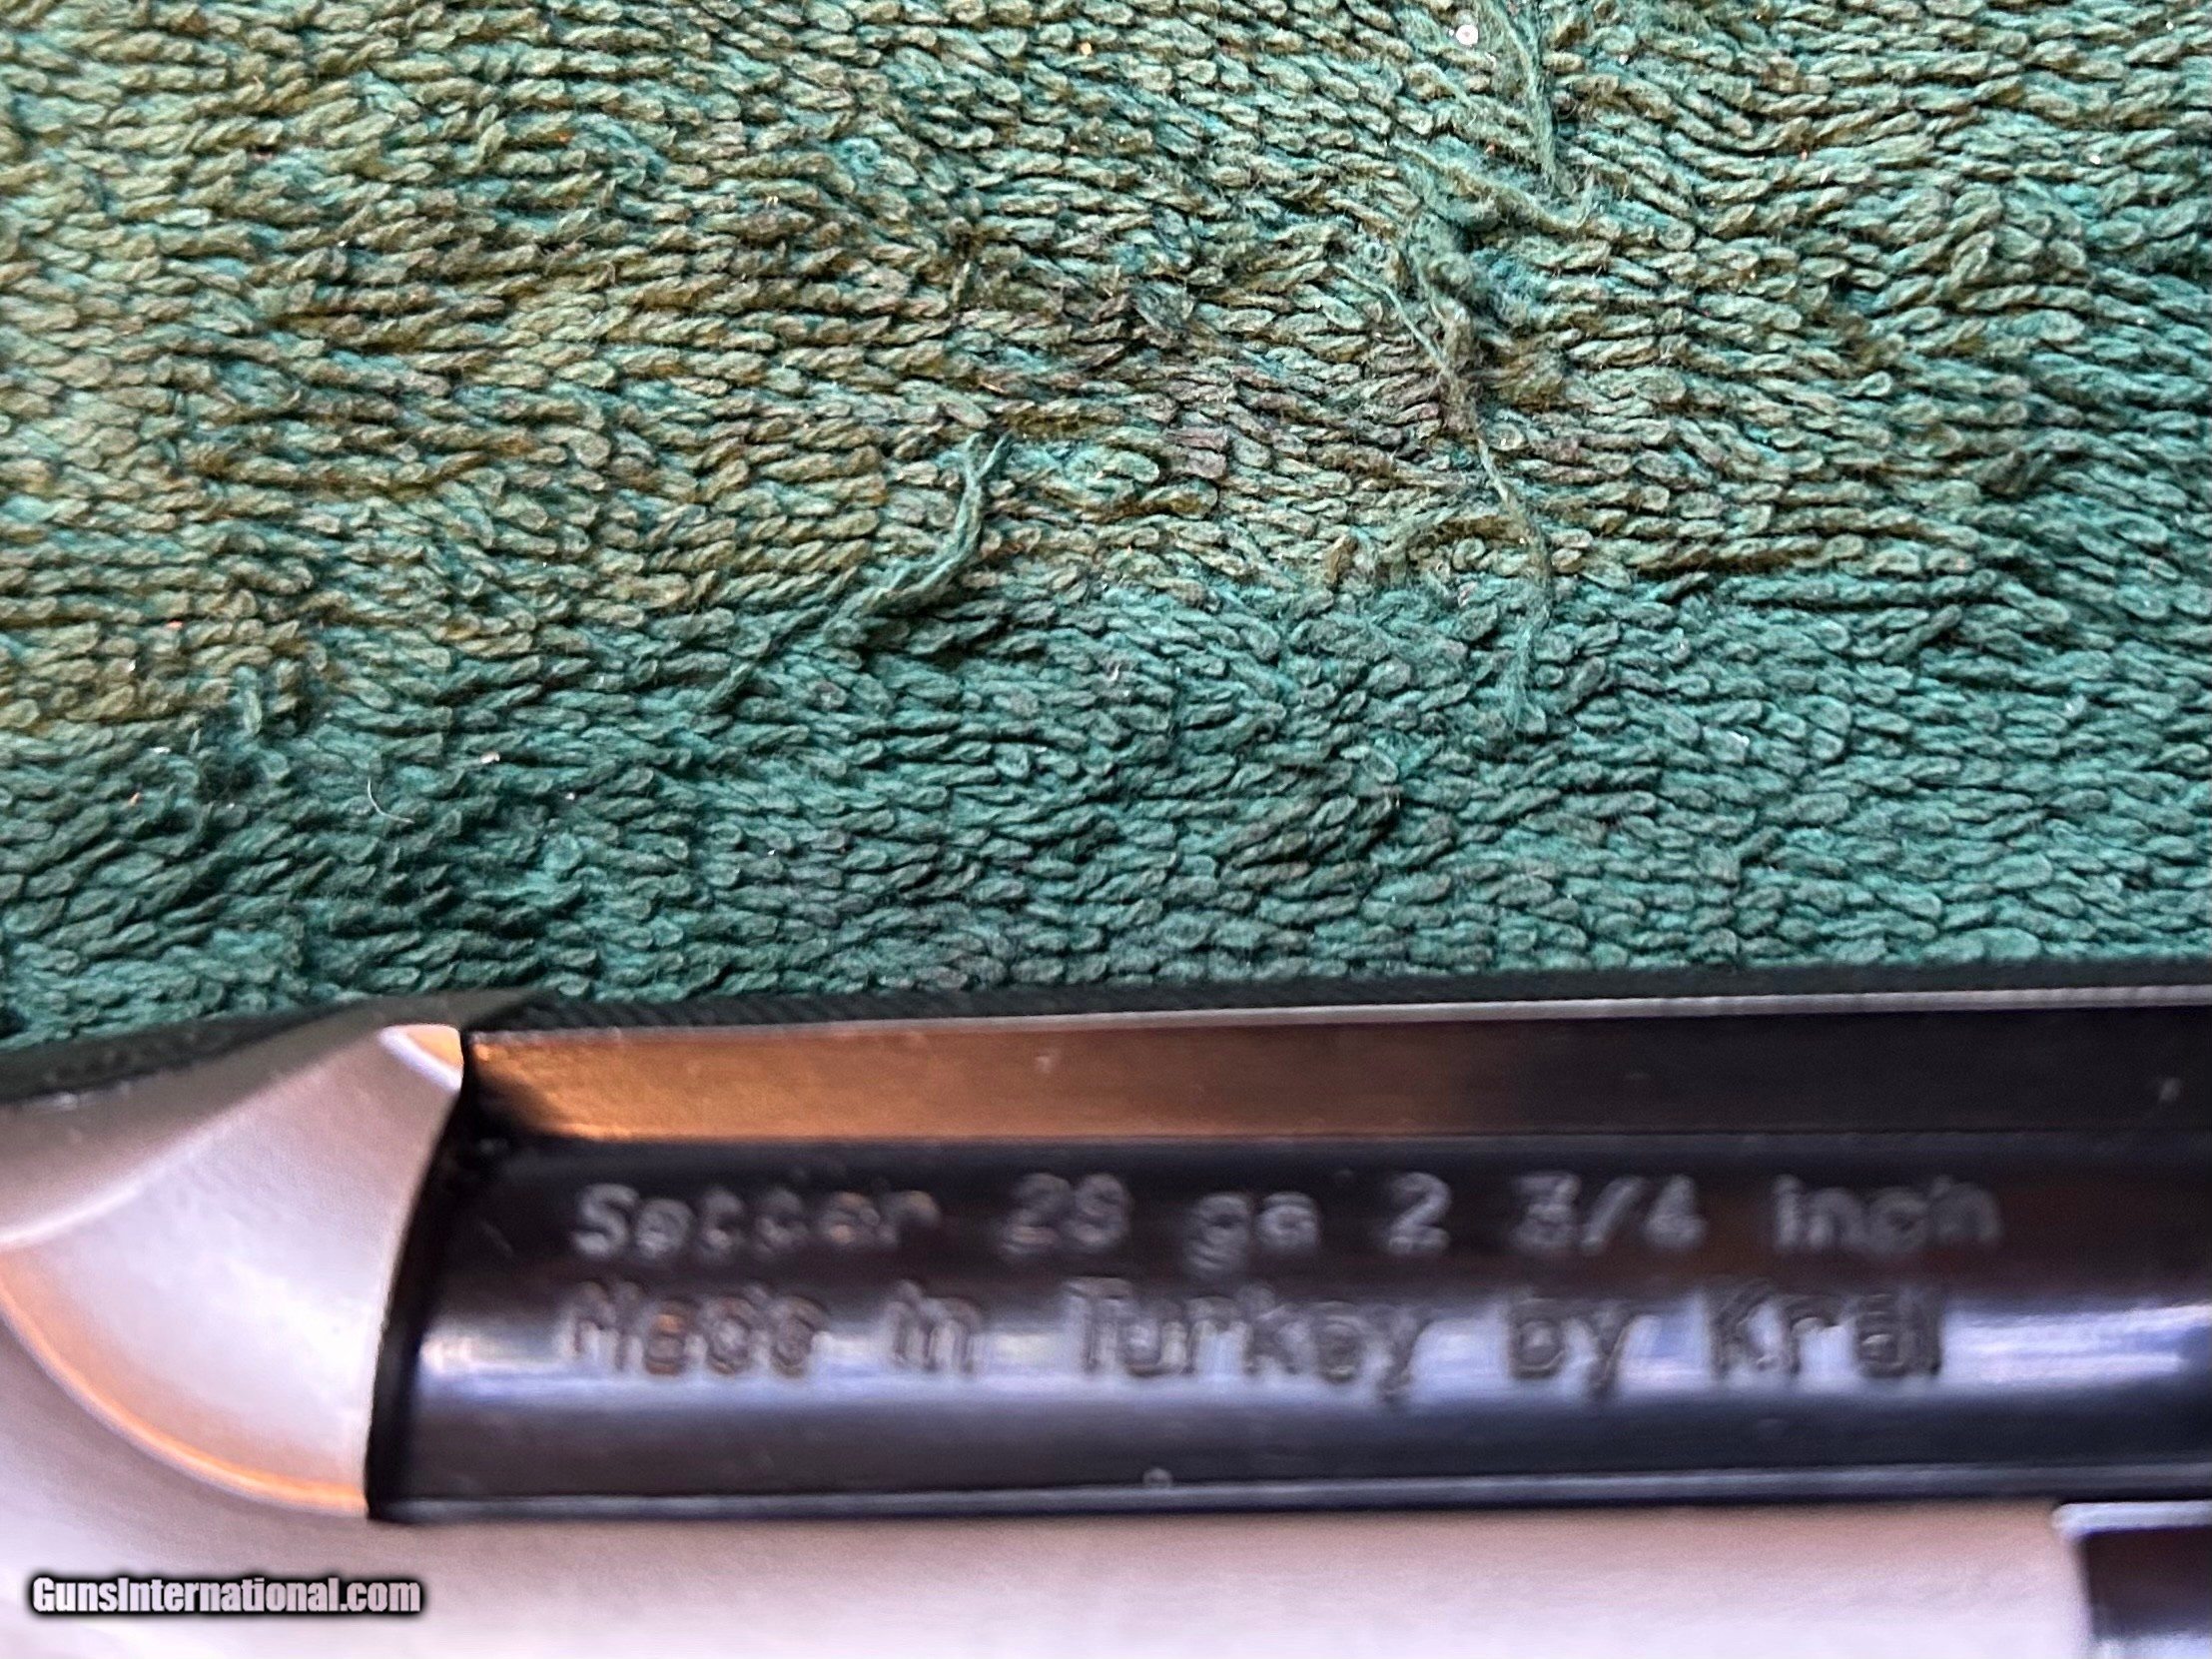 Setter 28 ga 2 3/4 inch
Made in Turkey by Kral
GunsInternational.com